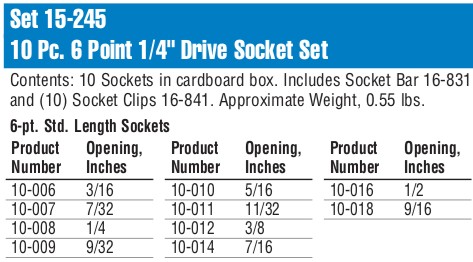 Set 15-245
10 Pc. 6 Point 1/4" Drive Socket Set
Contents: 10 Sockets in cardboard box. Includes Socket Bar 16-831
and (10) Socket Clips 16-841. Approximate Weight, 0.55 lbs.
6-pt. Std. Length Sockets
Product Opening, Product Opening, Product Opening,
Number Inches Number Inches Number Inches
10-006 3/16 10-010 5/16 10-016 1/2
10-007 7/32 10-011 11/32 10-018 9/16
10-008 1/4 10-012 3/8
10-009 9/32 10-014 7/16